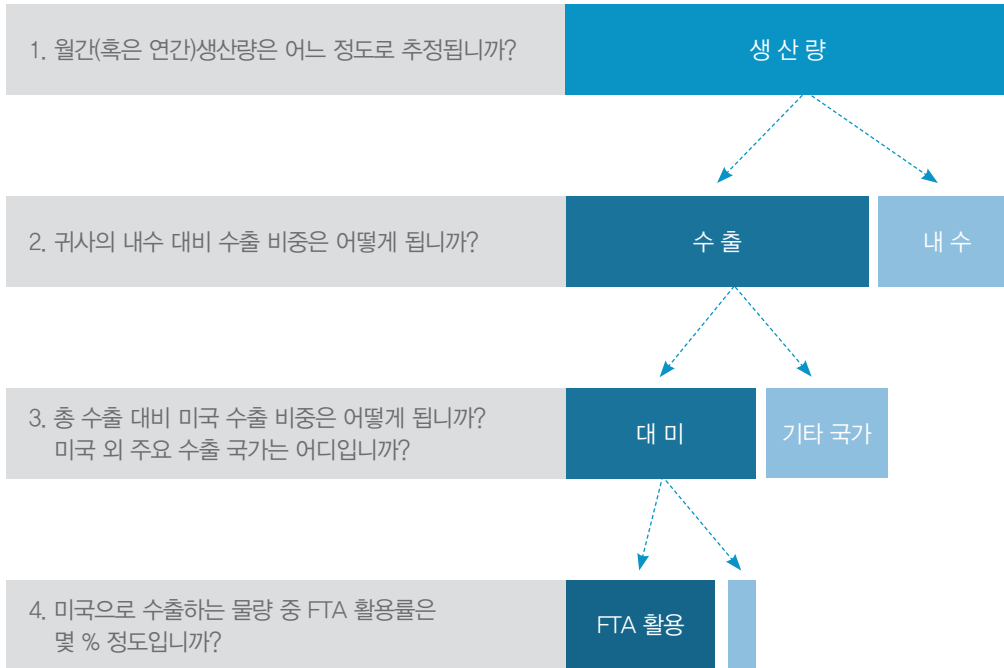 1. 월간(혹은 연간)생산량은 어느 정도로 추정됩니까?
생 산 량
2. 귀사의 내수 대비 수출 비중은 어떻게 됩니까?
수 출
내 수
3. 총 수출 대비 미국 수출 비중은 어떻게 됩니까?
미국 외 주요 수출 국가는 어디입니까?
대 미
기타 국가
4. 미국으로 수출하는 물량 중 FTA 활용률은
몇 % 정도입니까?
FTA 활용